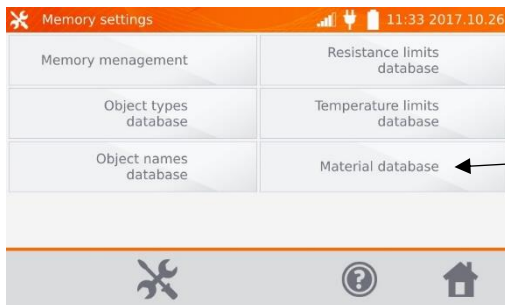 Memory settings
11:33 2017.10.26
Memory menagement
Resistance limits
database
Object types
database
Temperature limits
database
Object names
database
Material database
?